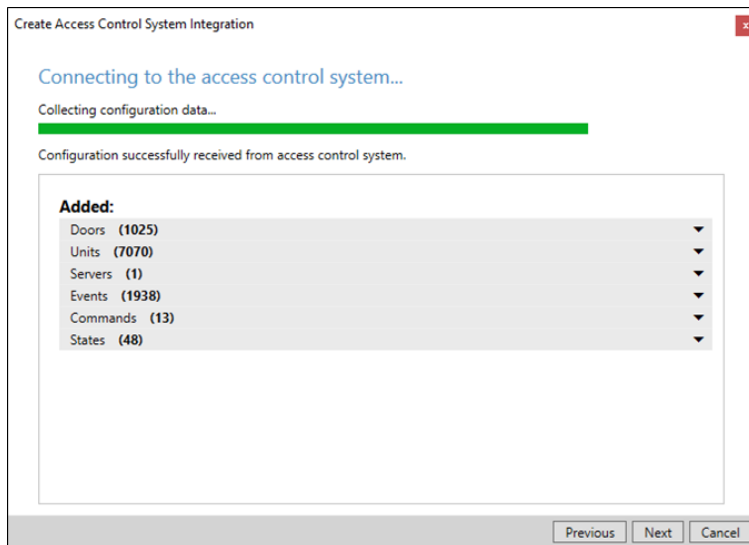 Create Access Control System Integration
x
Connecting to the access control system...
Collecting configuration data...
Configuration successfully received from access control system.
Added:
Doors (1025)
Units (7070)
Servers (1)
Events (1938)
Commands (13)
States (48)
Previous Next Cancel